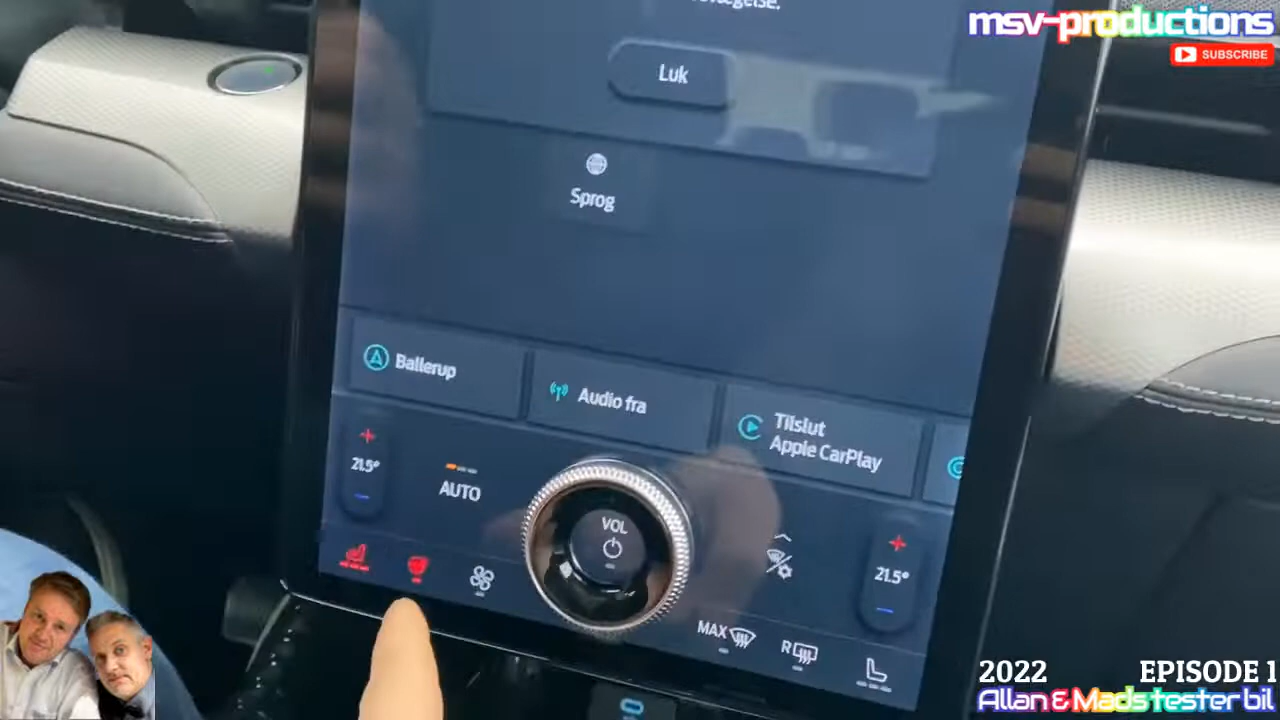 msv-productions
SUBSCRIBE
Luk
Sprog
Ballerup
Audio fra
Tilslut
Apple CarPlay
21.5°
AUTO
VOL
21.5°
MAX
R
2022
EPISODE 1
Allan & Mads tester bil